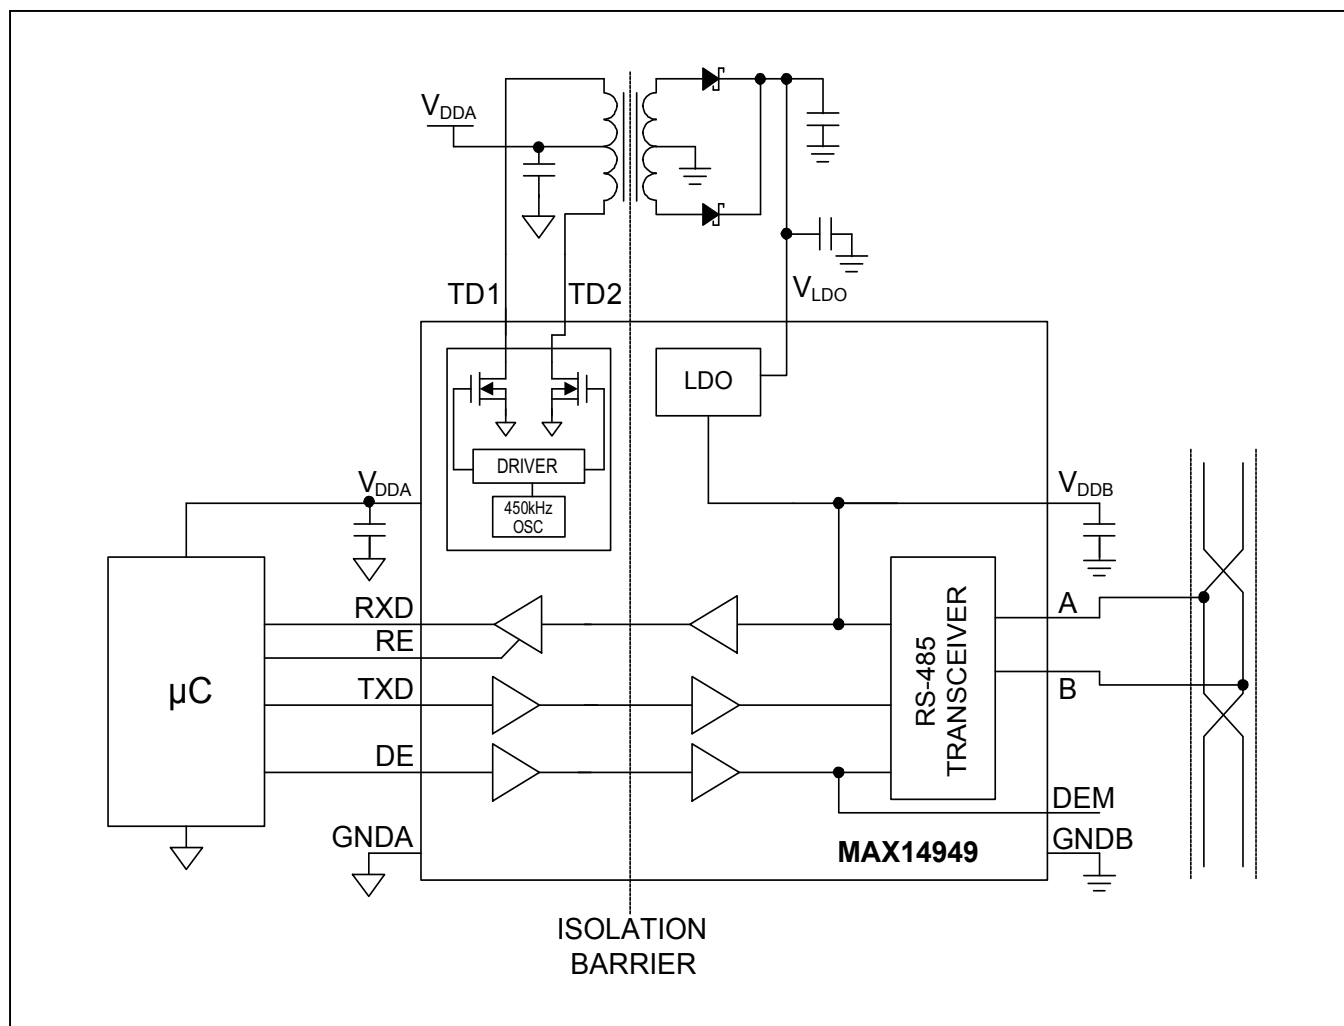 VDDA
TD1
TD2
VLDO
LDO
DRIVER
450kHz
OSC
VDDA
VDDB
RXD
RE
TXD
DE
µC
RS-485
TRANSCEIVER
A
B
DEM
GNDA
MAX14949
GNDB
ISOLATION
BARRIER